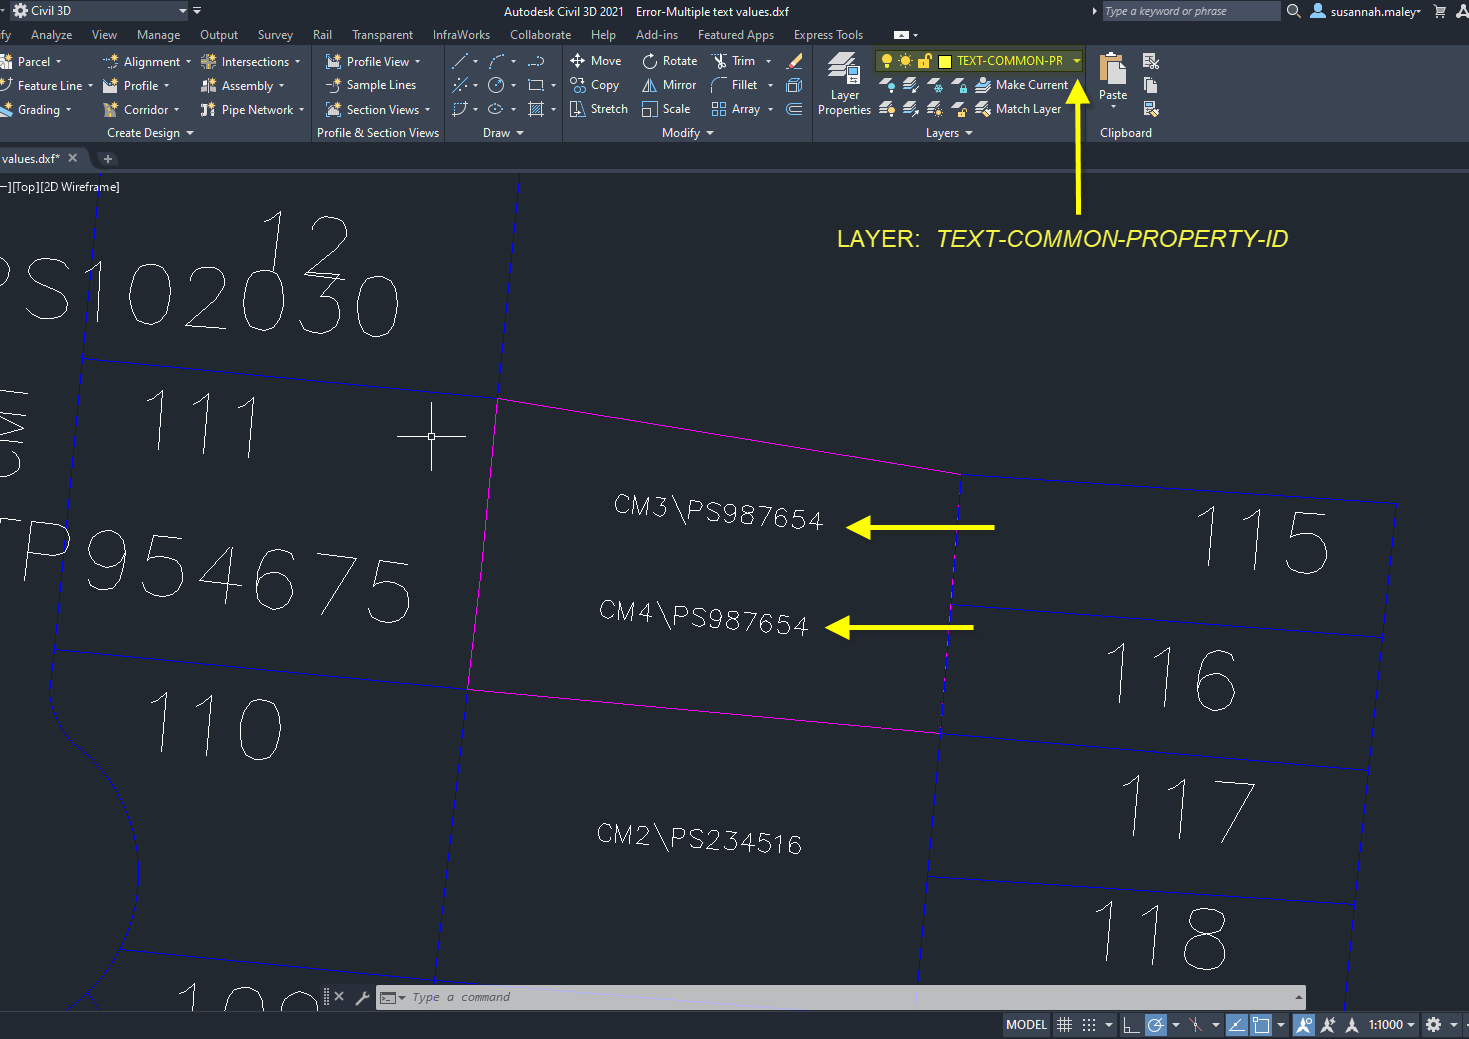 Civil 3D
Autodesk Civil 3D 2021 Error-Multiple text values.dxf
Type a keyword or phrase
susannah.maley
fy Analyze View Manage Output Survey Rail Transparent InfraWorks Collaborate Help Add-ins Featured Apps Express Tools
Parcel Alignment Intersections
Feature Line Profile Assembly
Grading Corridor Pipe Network
Create Design
Profile View
Sample Lines
Section Views
Profile & Section Views
Draw
Move Rotate Trim
Copy Mirror Fillet
Stretch Scale Array
Modify
Layer
Properties
TEXT-COMMON-PR
Make Current
Match Layer
Layers
Paste
Clipboard
values.dxf*
][Top][2D Wireframe]
LAYER: TEXT-COMMON-PROPERTY-ID
12
PS102030
111
CM1
TP954675
110
CM3\PS987654
CM4\PS987654
CM2\PS234516
115
116
117
118
109
Type a command
MODEL
1:1000